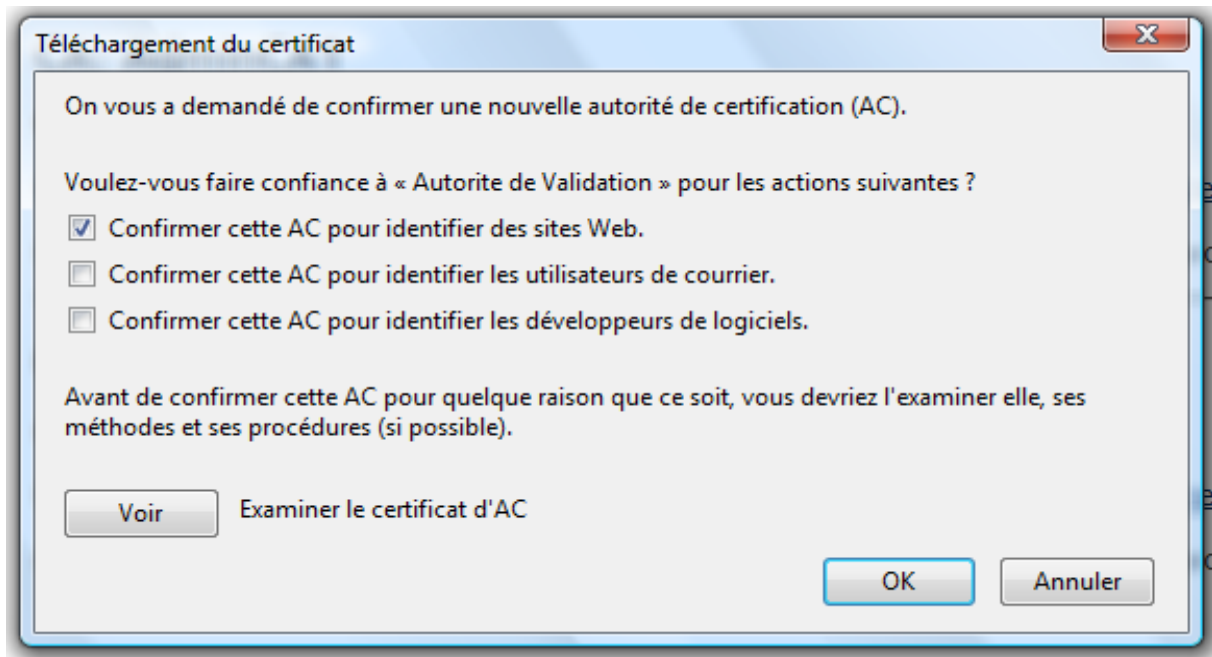 Téléchargement du certificat
On vous a demandé de confirmer une nouvelle autorité de certification (AC).
Voulez-vous faire confiance à « Autorite de Validation » pour les actions suivantes ?
Confirmer cette AC pour identifier des sites Web.
Confirmer cette AC pour identifier les utilisateurs de courrier.
Confirmer cette AC pour identifier les développeurs de logiciels.
Avant de confirmer cette AC pour quelque raison que ce soit, vous devriez l'examiner elle, ses
méthodes et ses procédures (si possible).
Voir Examiner le certificat d'AC
OK Annuler